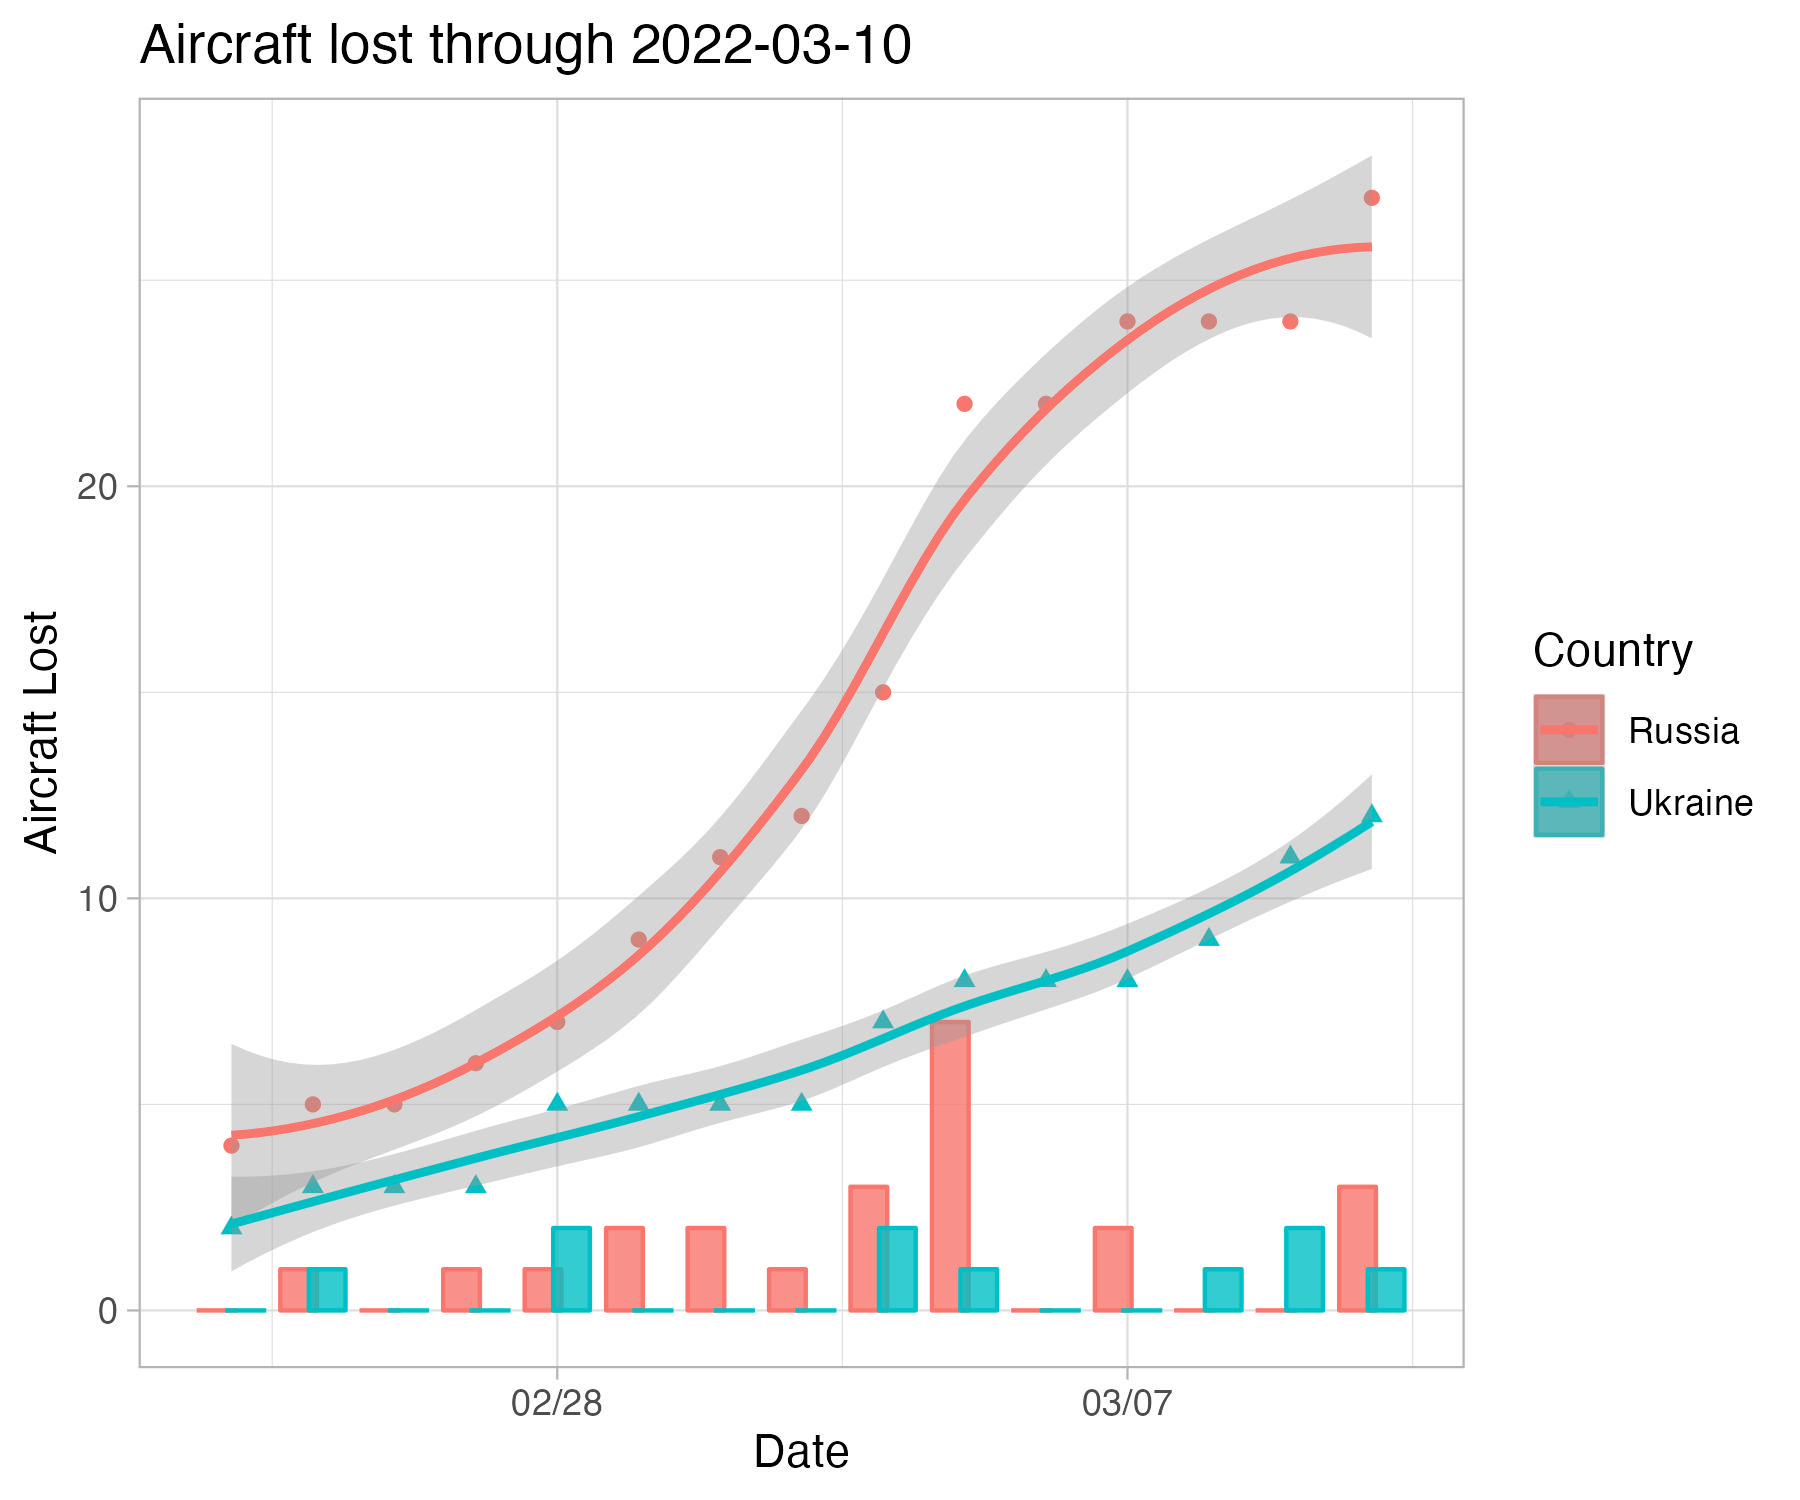 Aircraft lost through 2022-03-10
Aircraft Lost
20
10
0
02/28
03/07
Date
Country
Russia
Ukraine